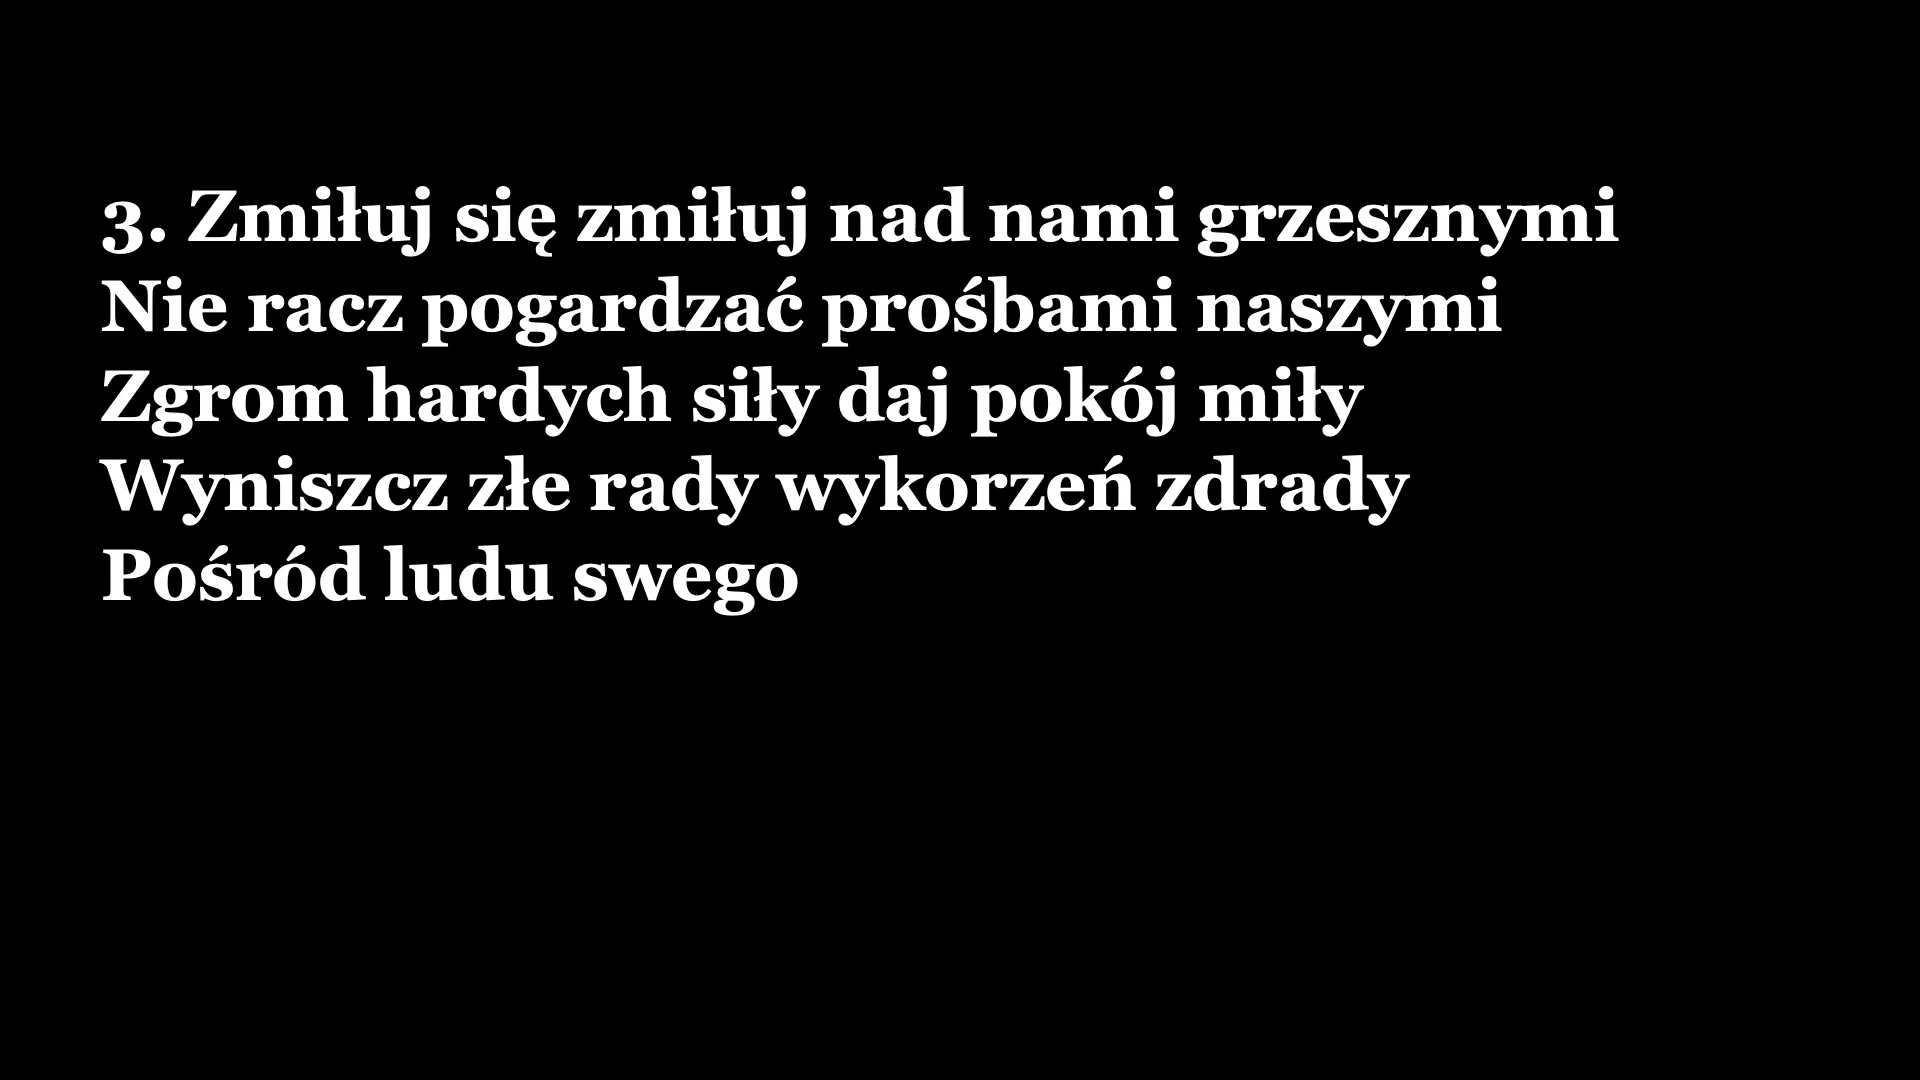 3. Zmiłuj się zmiłuj nad nami grzesznymi
Nie racz pogardzać prośbami naszymi
Zgrom hardych siły daj pokój miły
Wyniszcz złe rady wykorzeń zdrady
Pośród ludu swego